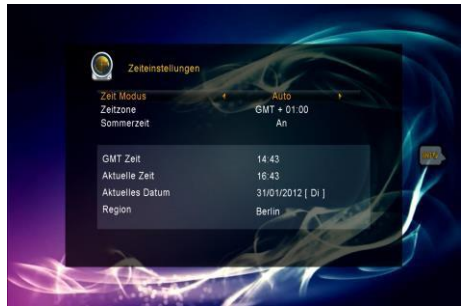 Zeiteinstellungen
Zeit Modus Auto
Zeitzone GMT + 01:00
Sommerzeit An
GMT Zeit 14:43
Aktuelle Zeit 16:43
Aktuelles Datum 31/01/2012 [ Di ]
Region Berlin